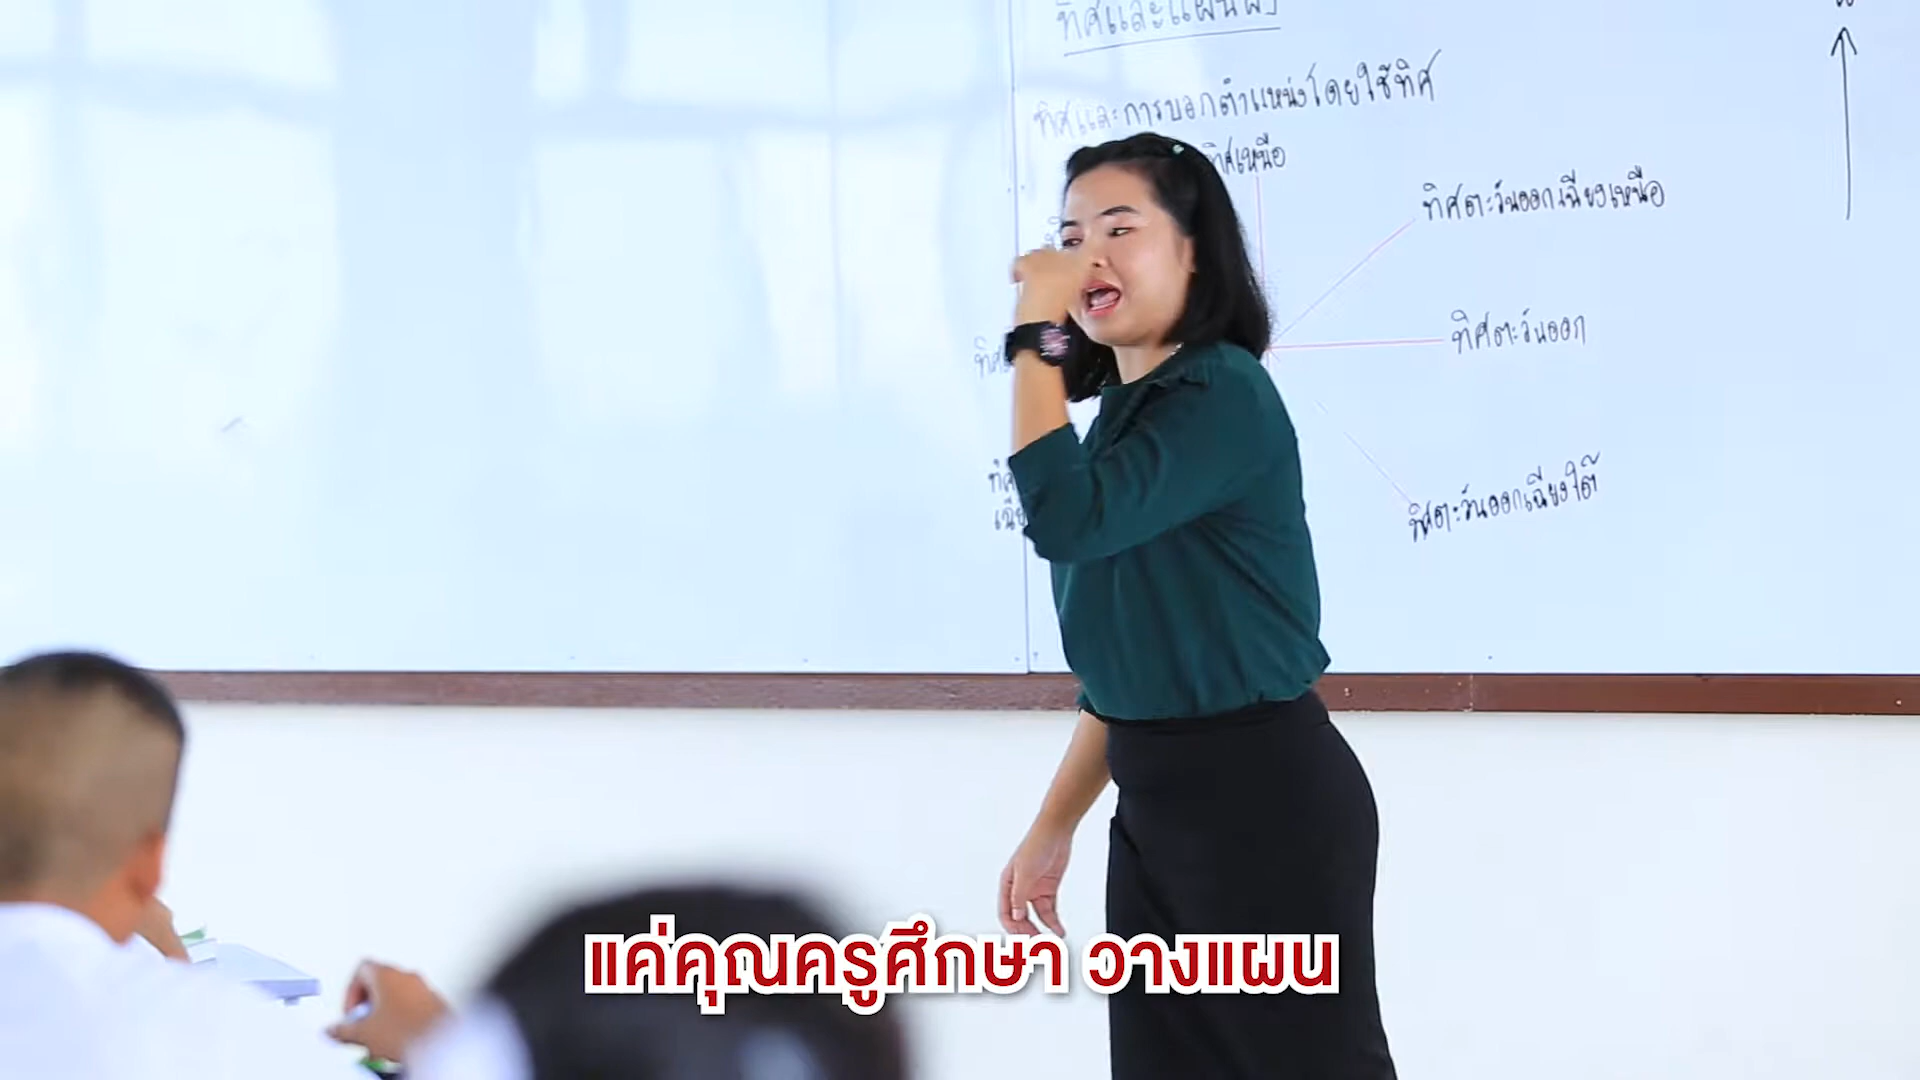 ทิศและแผนผัง
ทิศและการบอกตำแหน่งโดยใช้ทิศ
ทิศเหนือ
ทิศตะวันออกเฉียงเหนือ
ทิศตะวันออก
ทิศตะวันออกเฉียงใต้
แค่คุณครูศึกษา วางแผน